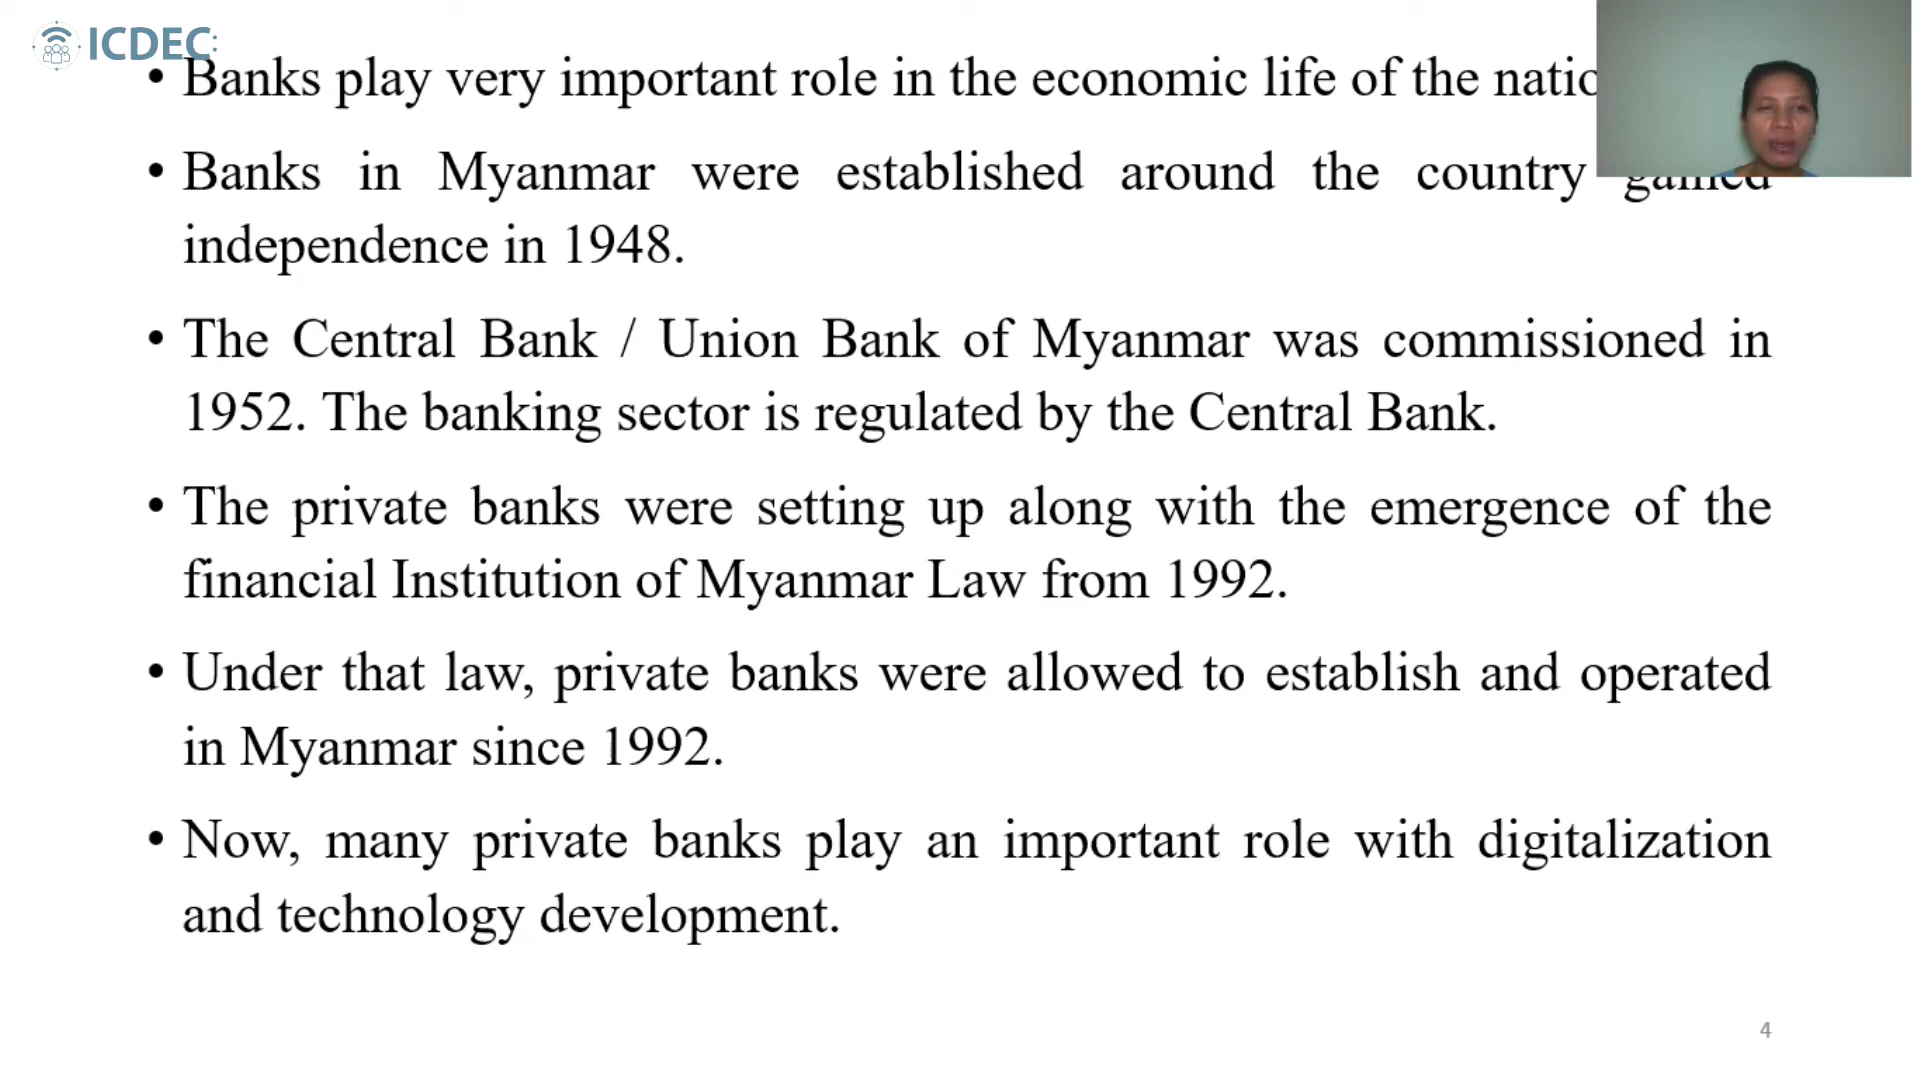 ICDEC:
• Banks play very important role in the economic life of the
• Banks in Myanmar were established around the country gained
independence in 1948.
• The Central Bank / Union Bank of Myanmar was commissioned in
1952. The banking sector is regulated by the Central Bank.
• The private banks were setting up along with the emergence of the
financial Institution of Myanmar Law from 1992.
• Under that law, private banks were allowed to establish and operated
in Myanmar since 1992.
• Now, many private banks play an important role with digitalization
and technology development.
4